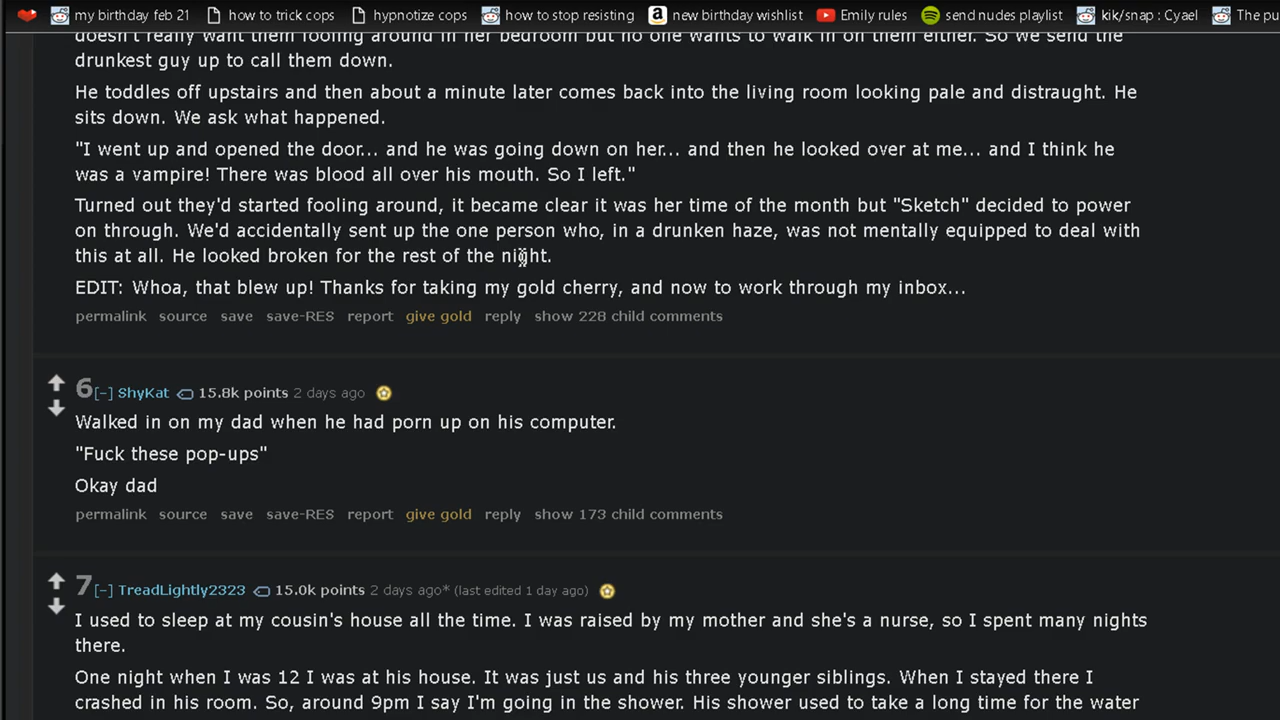 my birthday feb 21 how to trick cops hypnotize cops how to stop resisting new birthday wishlist Emily rules send nudes playlist kik/snap : Cyael The pu
doesn't really want them fooling around in her bedroom but no one wants to walk in on them either. So we send the
drunkest guy up to call them down.
He toddles off upstairs and then about a minute later comes back into the living room looking pale and distraught. He
sits down. We ask what happened.
"I went up and opened the door... and he was going down on her... and then he looked over at me... and I think he
was a vampire! There was blood all over his mouth. So I left."
Turned out they'd started fooling around, it became clear it was her time of the month but "Sketch" decided to power
on through. We'd accidentally sent up the one person who, in a drunken haze, was not mentally equipped to deal with
this at all. He looked broken for the rest of the night.
EDIT: Whoa, that blew up! Thanks for taking my gold cherry, and now to work through my inbox...
permalink source save save-RES report give gold reply show 228 child comments
6 [-] ShyKat 15.8k points 2 days ago
Walked in on my dad when he had porn up on his computer.
"Fuck these pop-ups"
Okay dad
permalink source save save-RES report give gold reply show 173 child comments
7 [-] TreadLightly2323 15.0k points 2 days ago* (last edited 1 day ago)
I used to sleep at my cousin's house all the time. I was raised by my mother and she's a nurse, so I spent many nights
there.
One night when I was 12 I was at his house. It was just us and his three younger siblings. When I stayed there I
crashed in his room. So, around 9pm I say I'm going in the shower. His shower used to take a long time for the water